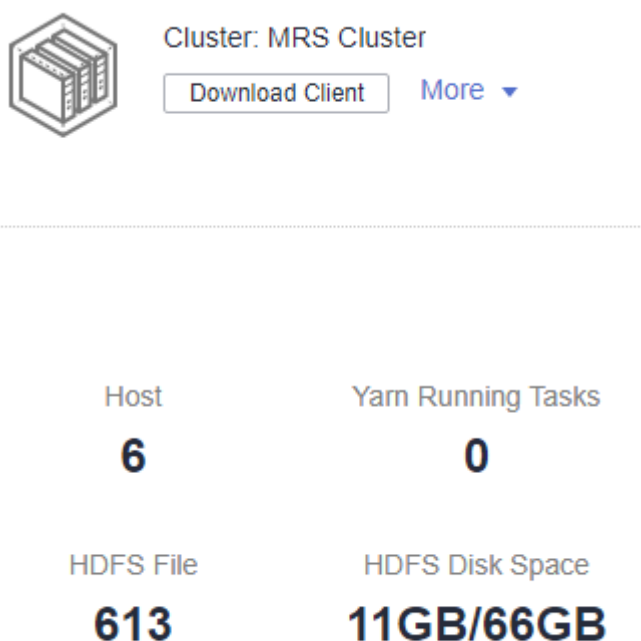 Cluster: MRS Cluster
Download Client More
Host Yarn Running Tasks
6 0
HDFS File HDFS Disk Space
613 11GB/66GB